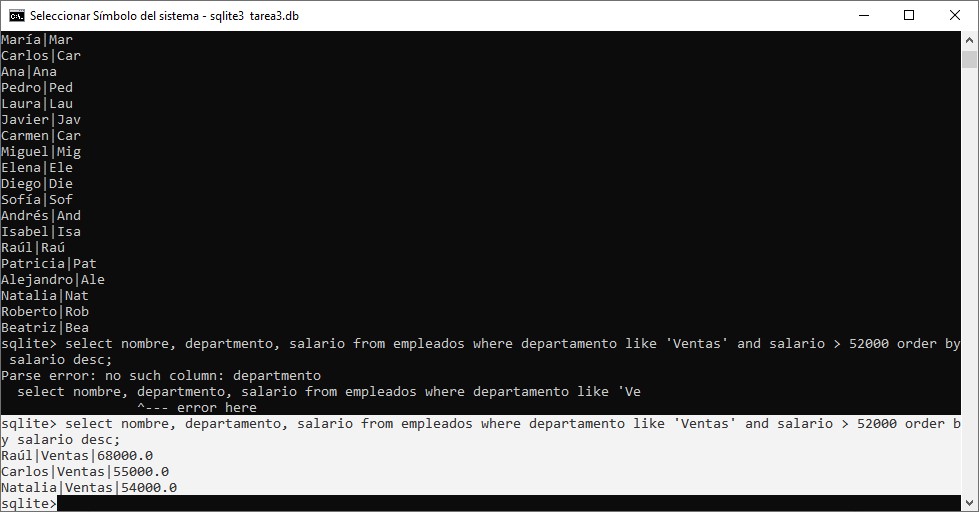 Seleccionar Símbolo del sistema - sqlite3 tarea3.db
María|Mar
Carlos|Car
Ana|Ana
Pedro|Ped
Laura|Lau
Javier|Jav
Carmen|Car
Miguel|Mig
Elena|Ele
Diego|Die
Sofía|Sof
Andrés|And
Isabel|Isa
Raúl|Raú
Patricia|Pat
Alejandro|Ale
Natalia|Nat
Roberto|Rob
Beatriz|Bea
sqlite> select nombre, departmento, salario from empleados where departamento like 'Ventas' and salario > 52000 order by
 salario desc;
Parse error: no such column: departmento
  select nombre, departmento, salario from empleados where departamento like 'Ve
                 ^--- error here
sqlite> select nombre, departamento, salario from empleados where departamento like 'Ventas' and salario > 52000 order b
y salario desc;
Raúl|Ventas|68000.0
Carlos|Ventas|55000.0
Natalia|Ventas|54000.0
sqlite>